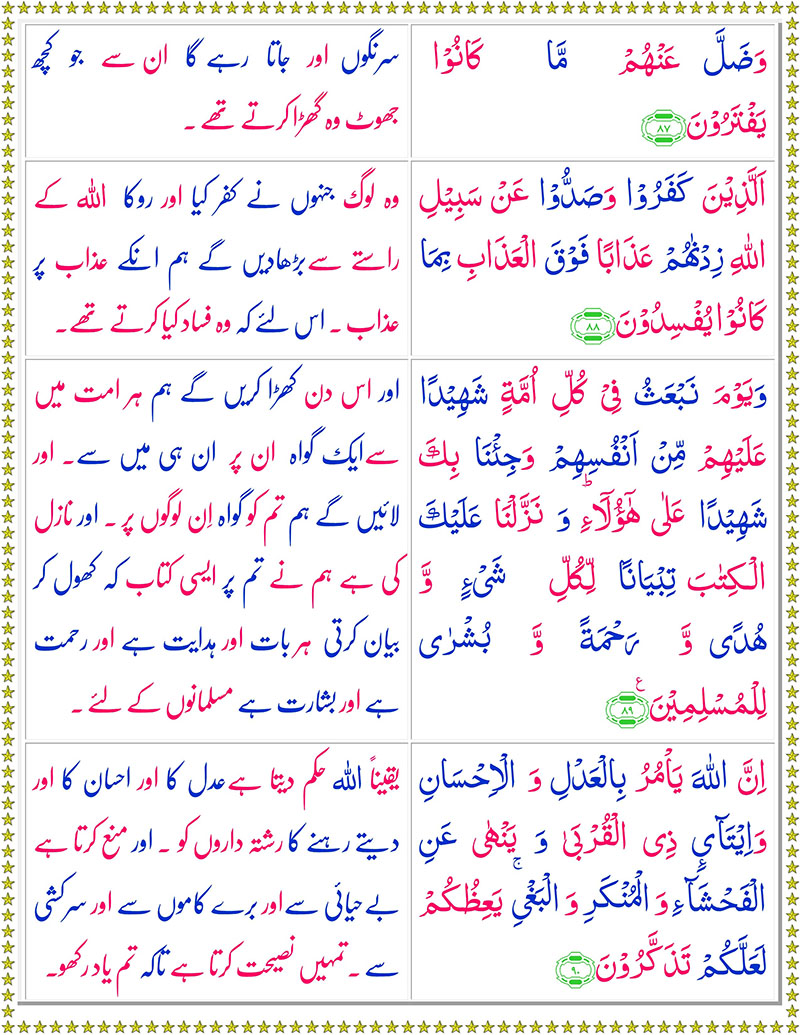 وَضَلَّ عَنْهُمْ مَّا كَانُوْا
يَفْتَرُوْنَ ﴿۸۷﴾
سرنگوں اور جاتا رہے گا ان سے جو کچھ
جھوٹ وہ گھڑا کرتے تھے ۔
اَلَّذِيْنَ كَفَرُوْا وَصَدُّوْا عَنْ سَبِيْلِ
اللّٰهِ زِدْنٰهُمْ عَذَابًا فَوْقَ الْعَذَابِ بِمَا
كَانُوْا يُفْسِدُوْنَ ﴿۸۸﴾
وہ لوگ جنہوں نے کفر کیا اور روکا اللہ کے
راستے سے بڑھادیں گے ہم انکے عذاب پر
عذاب ۔ اس لئے کہ وہ فساد کیا کرتے تھے۔
وَيَوْمَ نَبْعَثُ فِيْ كُلِّ اُمَّةٍ شَهِيْدًا
عَلَيْهِمْ مِّنْ اَنْفُسِهِمْ وَجِئْنَا بِكَ
شَهِيْدًا عَلٰى هٰٓؤُلَآءِ ؕ وَ نَزَّلْنَا عَلَيْكَ
الْكِتٰبَ تِبْيَانًا لِّكُلِّ شَيْءٍ وَّ
هُدًى وَّ رَحْمَةً وَّ بُشْرٰى
لِلْمُسْلِمِيْنَ ﴿۸۹﴾ ع
اور اس دن کھڑا کریں گے ہم ہر امت میں
سے ایک گواہ ان پر ان ہی میں سے۔ اور
لائیں گے ہم تم کو گواہ اِن لوگوں پر ۔ اور نازل
کی ہے ہم نے تم پر ایسی کتاب کہ کھول کر
بیان کرتی ہر بات اور ہدایت ہے اور رحمت
ہے اور بشارت ہے مسلمانوں کے لئے ۔
اِنَّ اللّٰهَ يَاْمُرُ بِالْعَدْلِ وَ الْاِحْسَانِ
وَاِيْتَآئِ ذِى الْقُرْبٰى وَ يَنْهٰى عَنِ
الْفَحْشَآءِ وَ الْمُنْكَرِ وَ الْبَغْيِ ۚ يَعِظُكُمْ
لَعَلَّكُمْ تَذَكَّرُوْنَ ﴿۹۰﴾
یقیناً اللہ حکم دیتا ہے عدل کا اور احسان کا اور
دیتے رہنے کا رشتہ داروں کو ۔ اور منع کرتا ہے
بے حیائی سے اور برے کاموں سے اور سرکشی
سے ۔ تمہیں نصیحت کرتا ہے تاکہ تم یاد رکھو۔